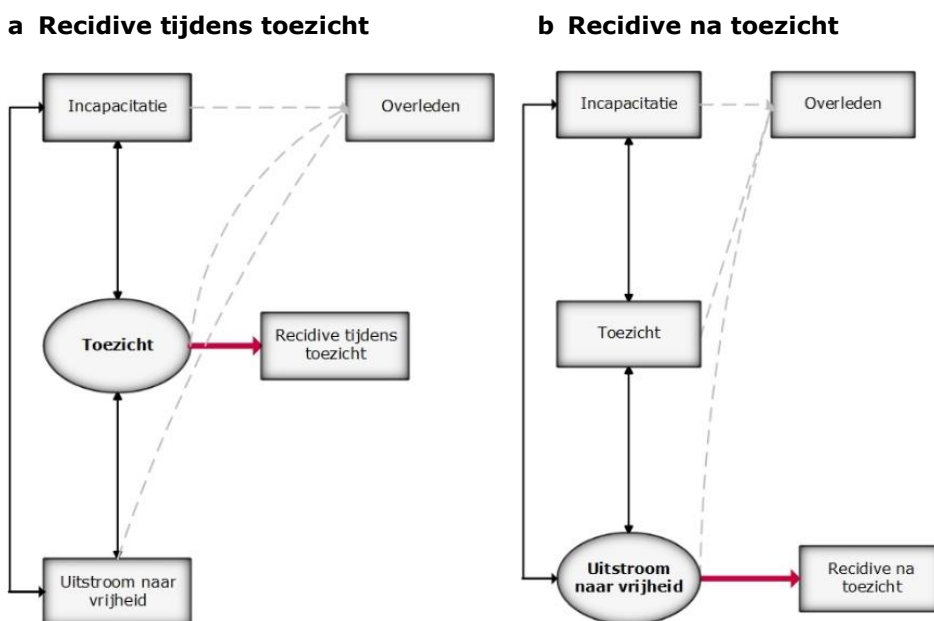 a Recidive tijdens toezicht
Incapacitatie
Overleden
Toezicht
Recidive tijdens
toezicht
Uitstroom naar
vrijheid
b Recidive na toezicht
Incapacitatie
Overleden
Toezicht
Uitstroom
naar vrijheid
Recidive na
toezicht